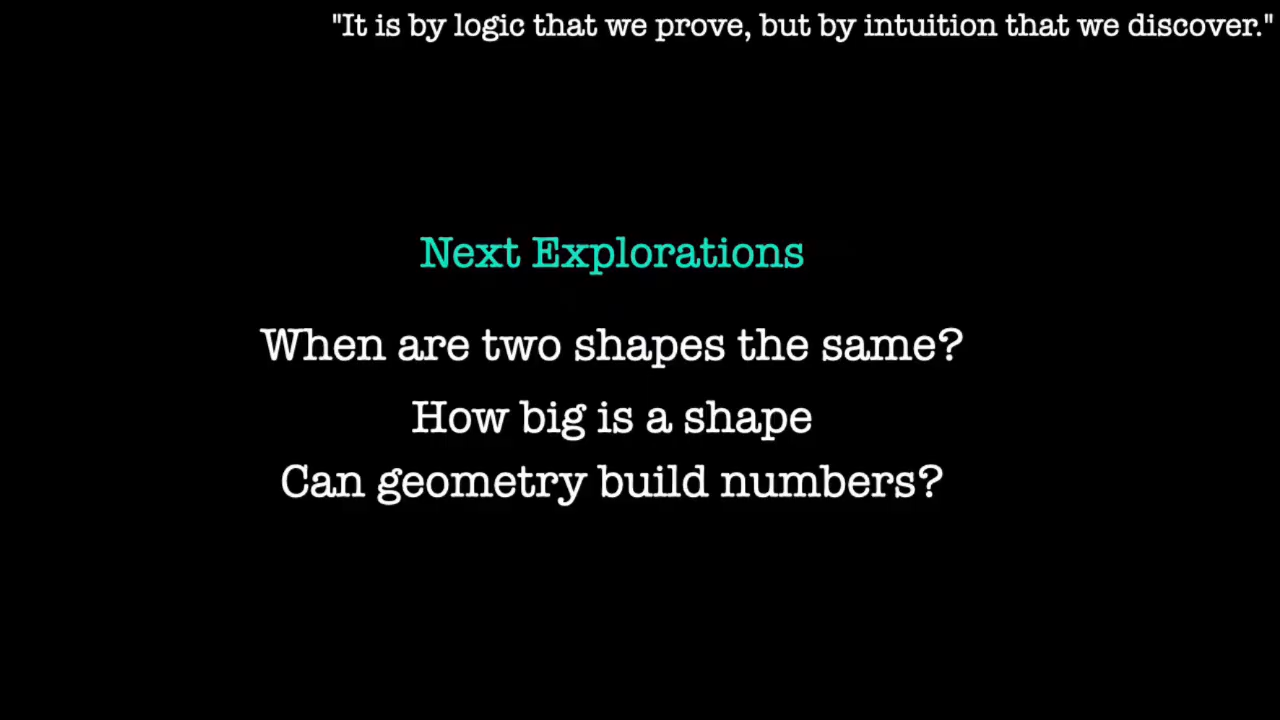 "It is by logic that we prove, but by intuition that we discover."
Next Explorations
When are two shapes the same?
How big is a shape
Can geometry build numbers?